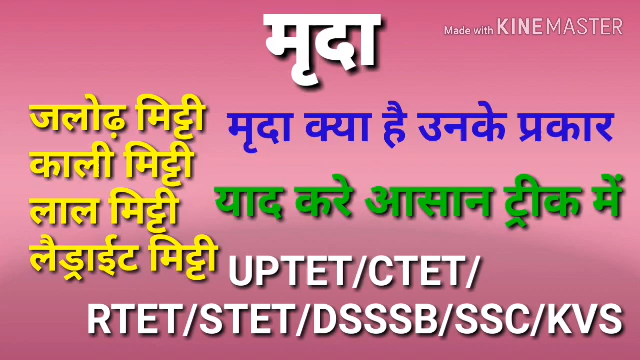 मृदा
Made with KINEMASTER
जलोढ़ मिट्टी
काली मिट्टी
लाल मिट्टी
लैड्राईट मिट्टी
मृदा क्या है उनके प्रकार
याद करे आसान ट्रीक में
UPTET/CTET/
RTET/STET/DSSSB/SSC/KVS